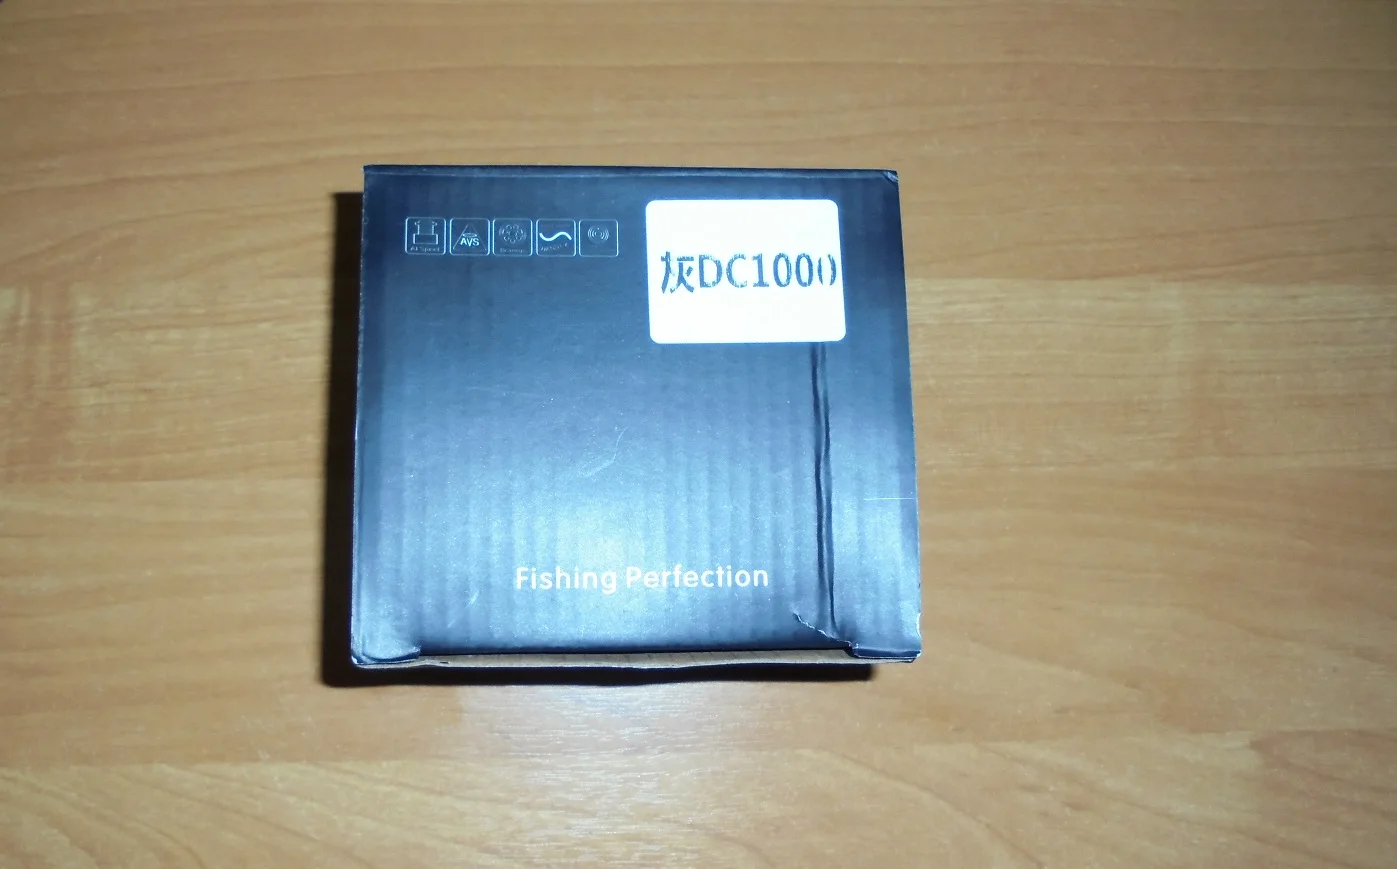 AVS
灰DC1000
Fishing Perfection